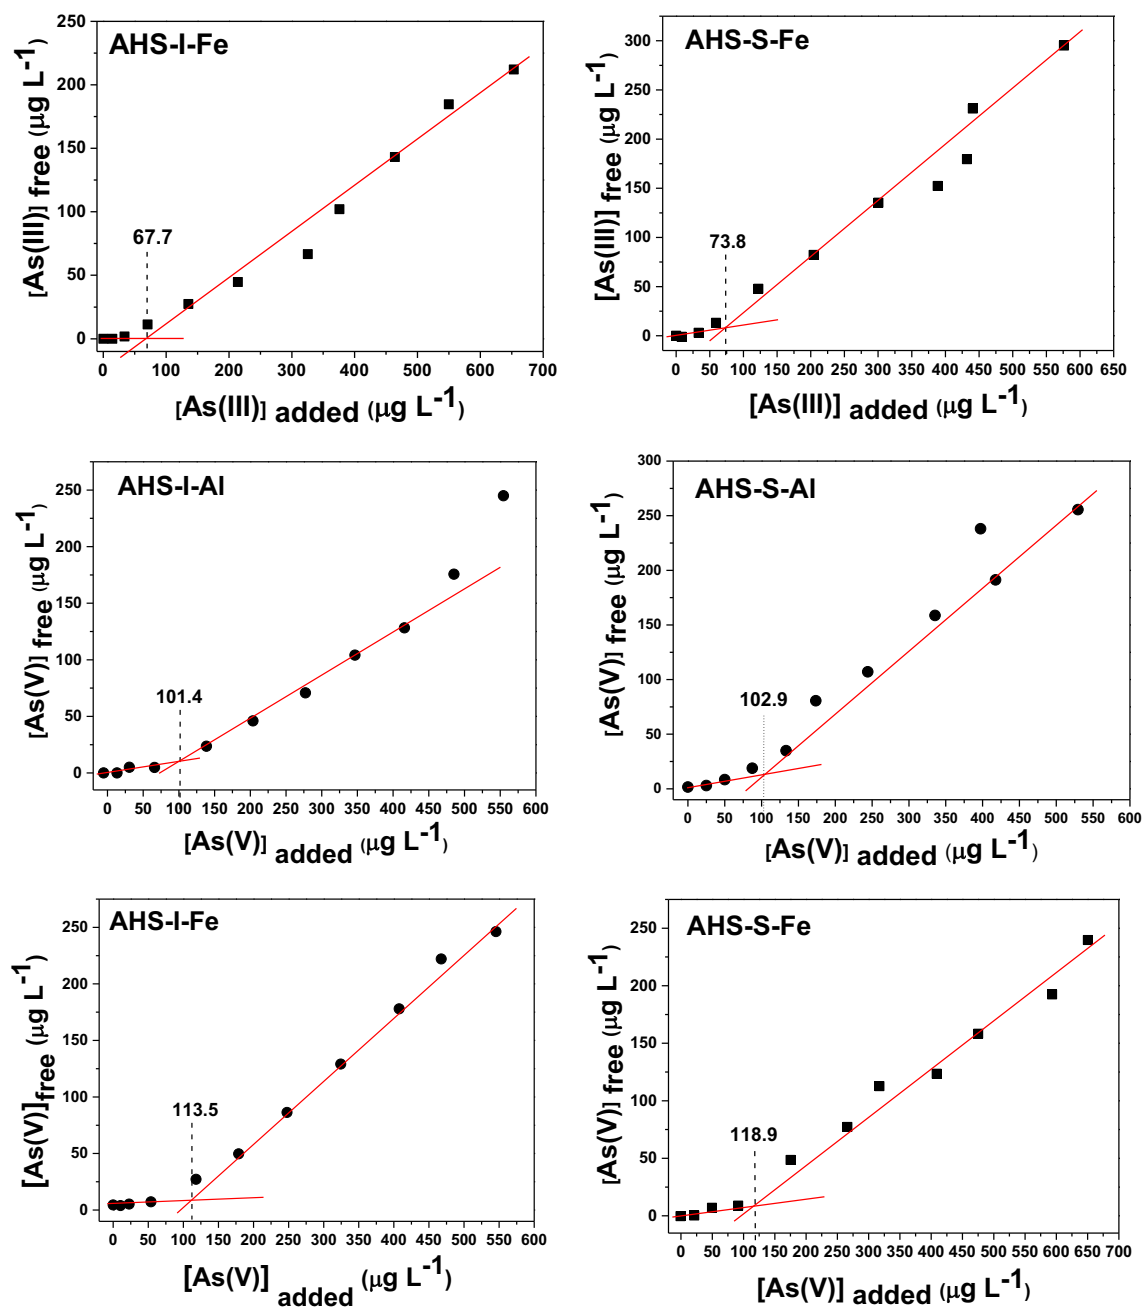 AHS-I-Fe
[As(III)] free (µg L-1)
250
200
150
100
50
0
67.7
0 100 200 300 400 500 600 700
[As(III)] added (µg L-1)
AHS-S-Fe
[As(III)] free (µg L-1)
300
250
200
150
100
50
0
73.8
0 50 100 150 200 250 300 350 400 450 500 550 600 650
[As(III)] added (µg L-1)
AHS-I-Al
[As(V)] free (µg L-1)
250
200
150
100
50
0
101.4
0 50 100 150 200 250 300 350 400 450 500 550 600
[As(V)] added (µg L-1)
AHS-S-Al
[As(V)] free (µg L-1)
300
250
200
150
100
50
0
102.9
0 50 100 150 200 250 300 350 400 450 500 550 600
[As(V)] added (µg L-1)
AHS-I-Fe
[As(V)]free (µg L-1)
250
200
150
100
50
0
113.5
0 50 100 150 200 250 300 350 400 450 500 550 600
[As(V)] added (µg L-1)
AHS-S-Fe
[As(V)] free (µg L-1)
250
200
150
100
50
0
118.9
0 50 100 150 200 250 300 350 400 450 500 550 600 650 700
[As(V)] added (µg L-1)